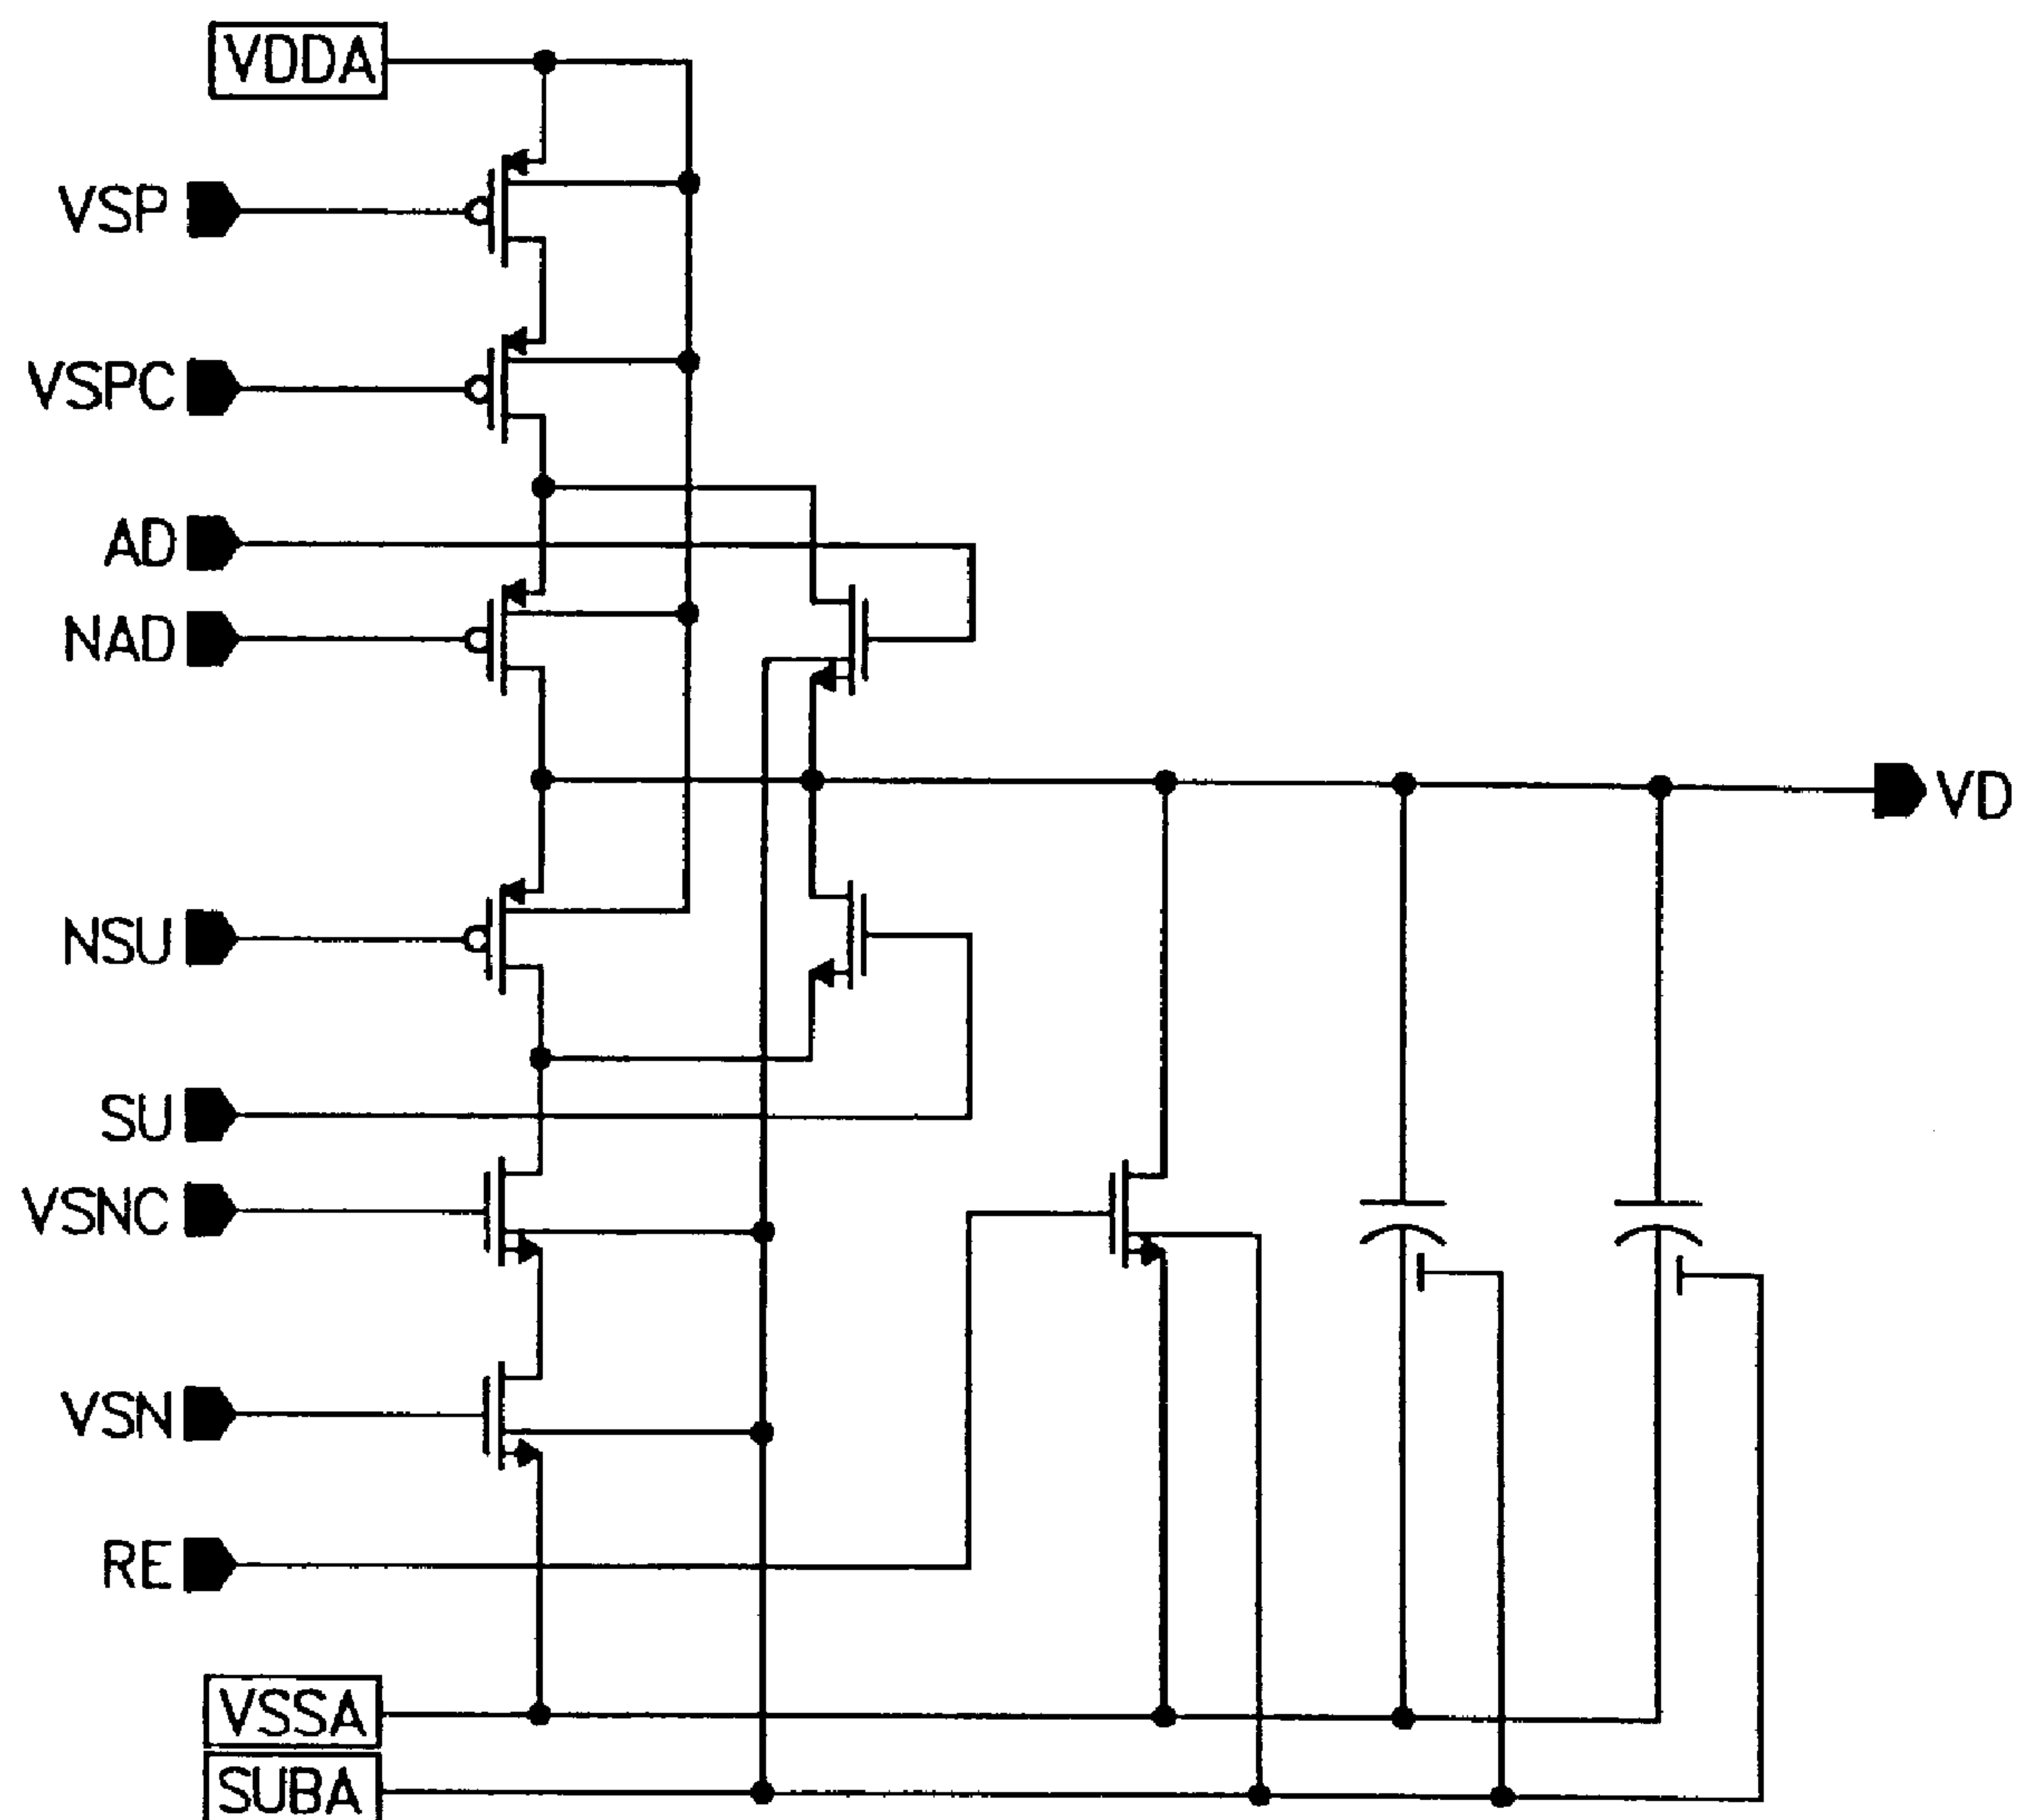 VDDA
VSP
VSPC
AD
NAD
VD
NSU
SU
VSNC
VSN
RE
VSSA
SUBA